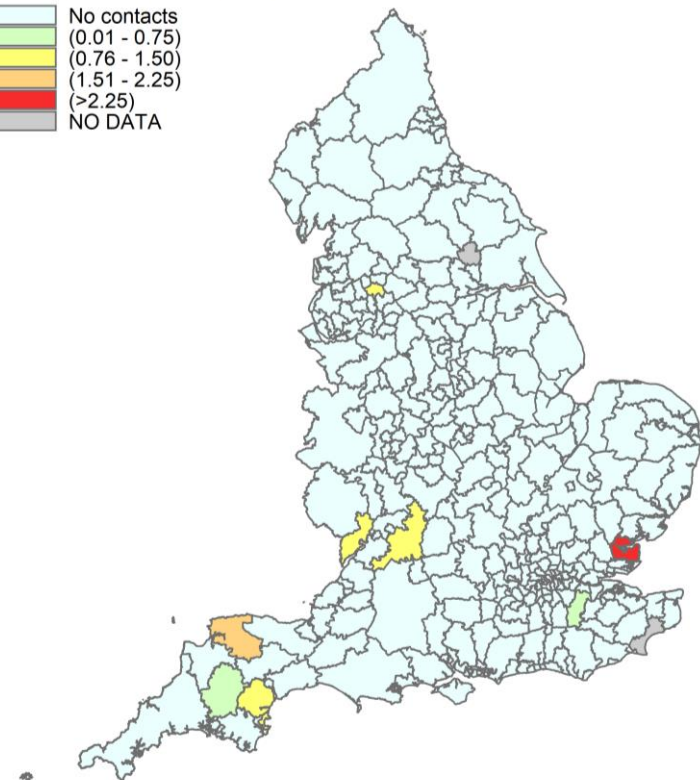 No contacts
(0.01 - 0.75)
(0.76 - 1.50)
(1.51 - 2.25)
(>2.25)
NO DATA